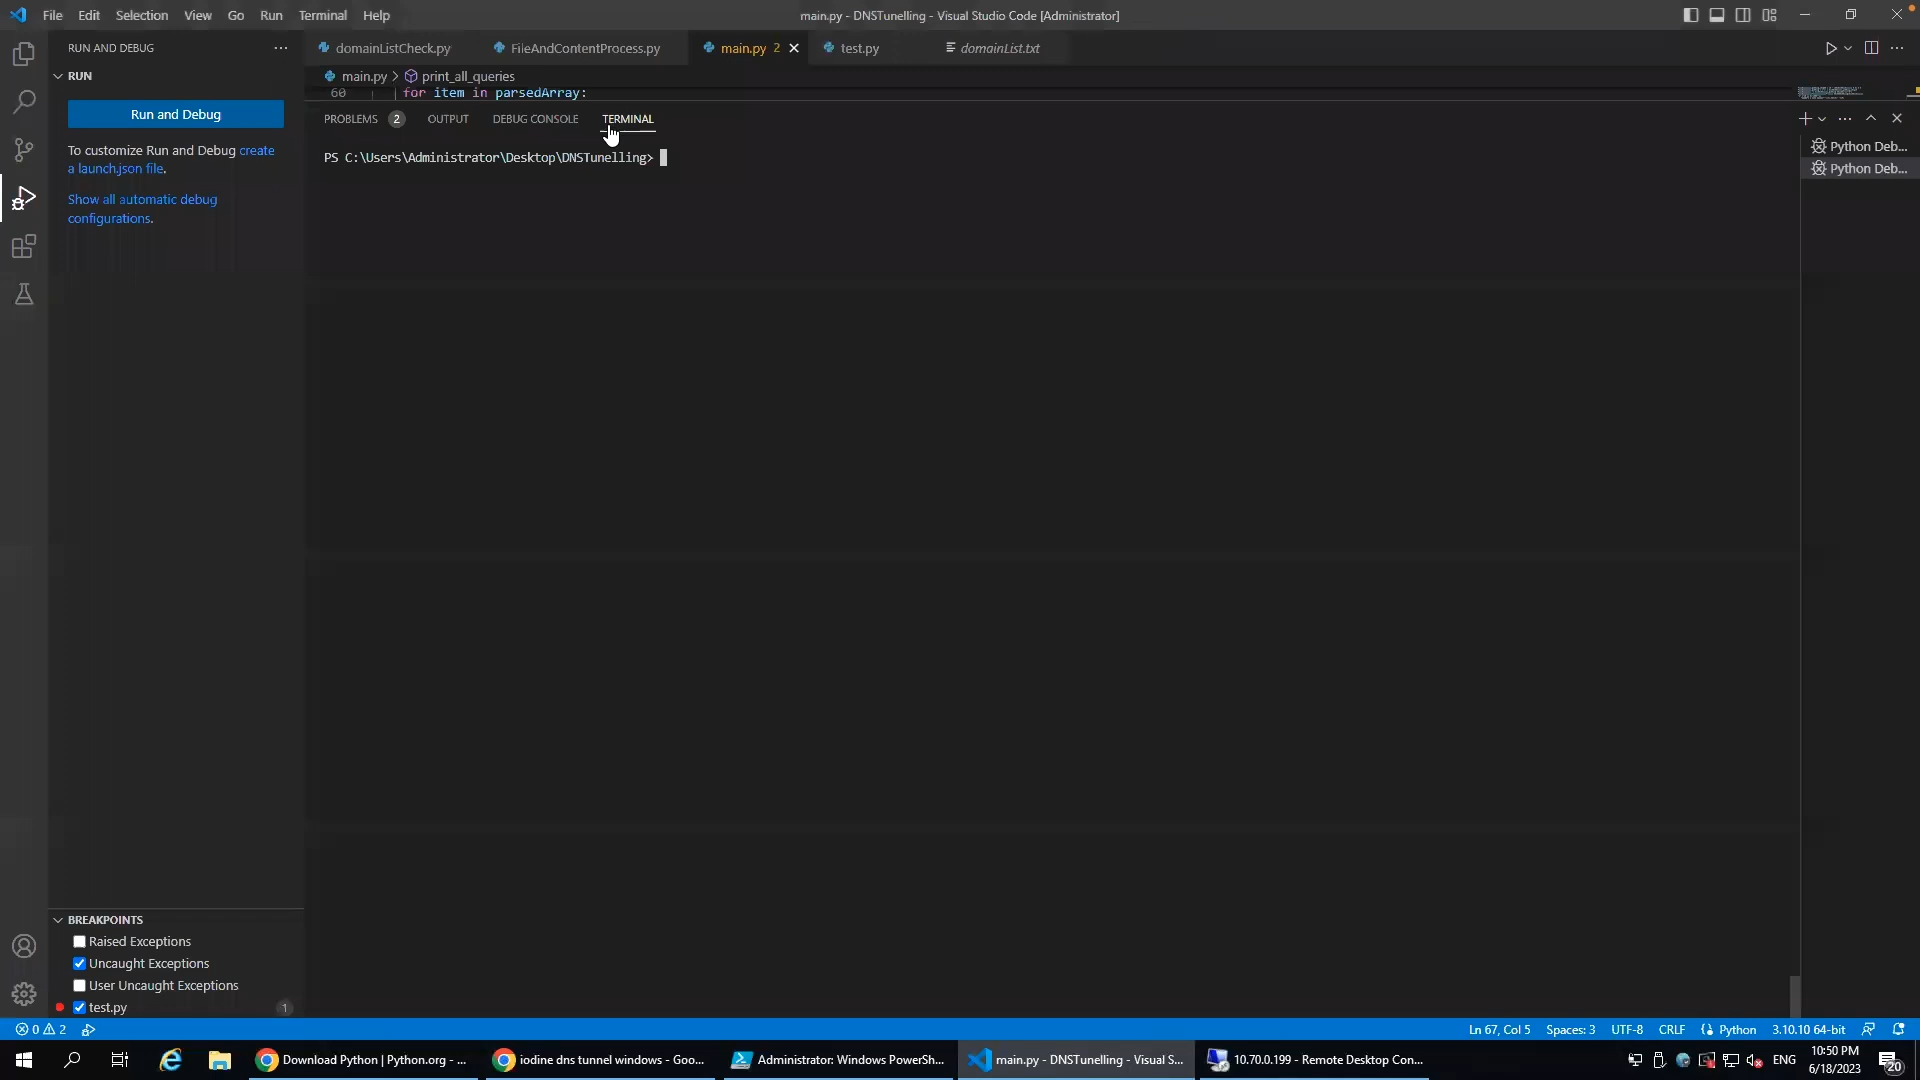 File Edit Selection View Go Run Terminal Help
main.py - DNSTunelling - Visual Studio Code [Administrator]
RUN AND DEBUG ...
domainListCheck.py
FileAndContentProcess.py
main.py 2
test.py
domainList.txt
RUN
main.py > print_all_queries
60 for item in parsedArray:
Run and Debug
PROBLEMS 2 OUTPUT DEBUG CONSOLE TERMINAL
To customize Run and Debug create
a launch.json file.
PS C:\Users\Administrator\Desktop\DNSTunelling>
Python Deb...
Python Deb...
Show all automatic debug
configurations.
BREAKPOINTS
Raised Exceptions
Uncaught Exceptions
User Uncaught Exceptions
test.py 1
0 2
Ln 67, Col 5 Spaces: 3 UTF-8 CRLF Python 3.10.10 64-bit
Download Python | Python.org - ...
iodine dns tunnel windows - Goo...
Administrator: Windows PowerSh...
main.py - DNSTunelling - Visual S...
10.70.0.199 - Remote Desktop Con...
ENG
10:50 PM
6/18/2023
20